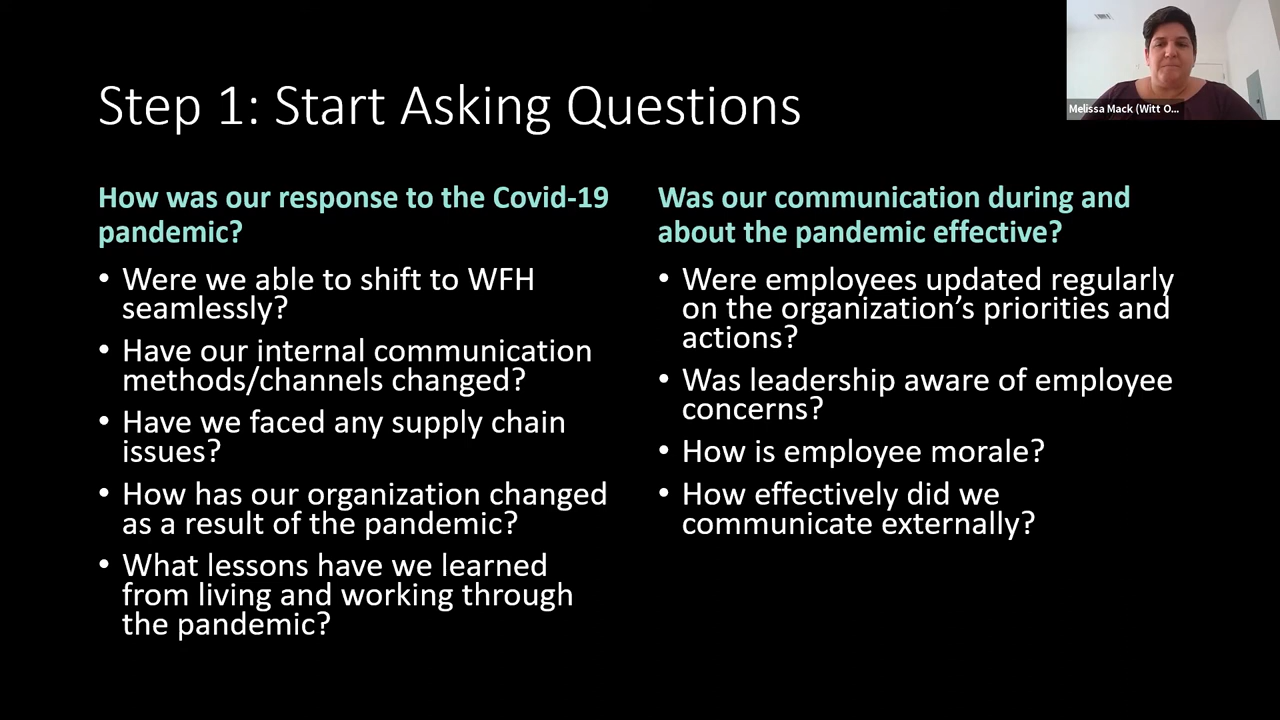 Step 1: Start Asking Questions
Melissa Mack (Witt O...
How was our response to the Covid-19
pandemic?
• Were we able to shift to WFH
seamlessly?
• Have our internal communication
methods/channels changed?
• Have we faced any supply chain
issues?
• How has our organization changed
as a result of the pandemic?
• What lessons have we learned
from living and working through
the pandemic?
Was our communication during and
about the pandemic effective?
• Were employees updated regularly
on the organization’s priorities and
actions?
• Was leadership aware of employee
concerns?
• How is employee morale?
• How effectively did we
communicate externally?